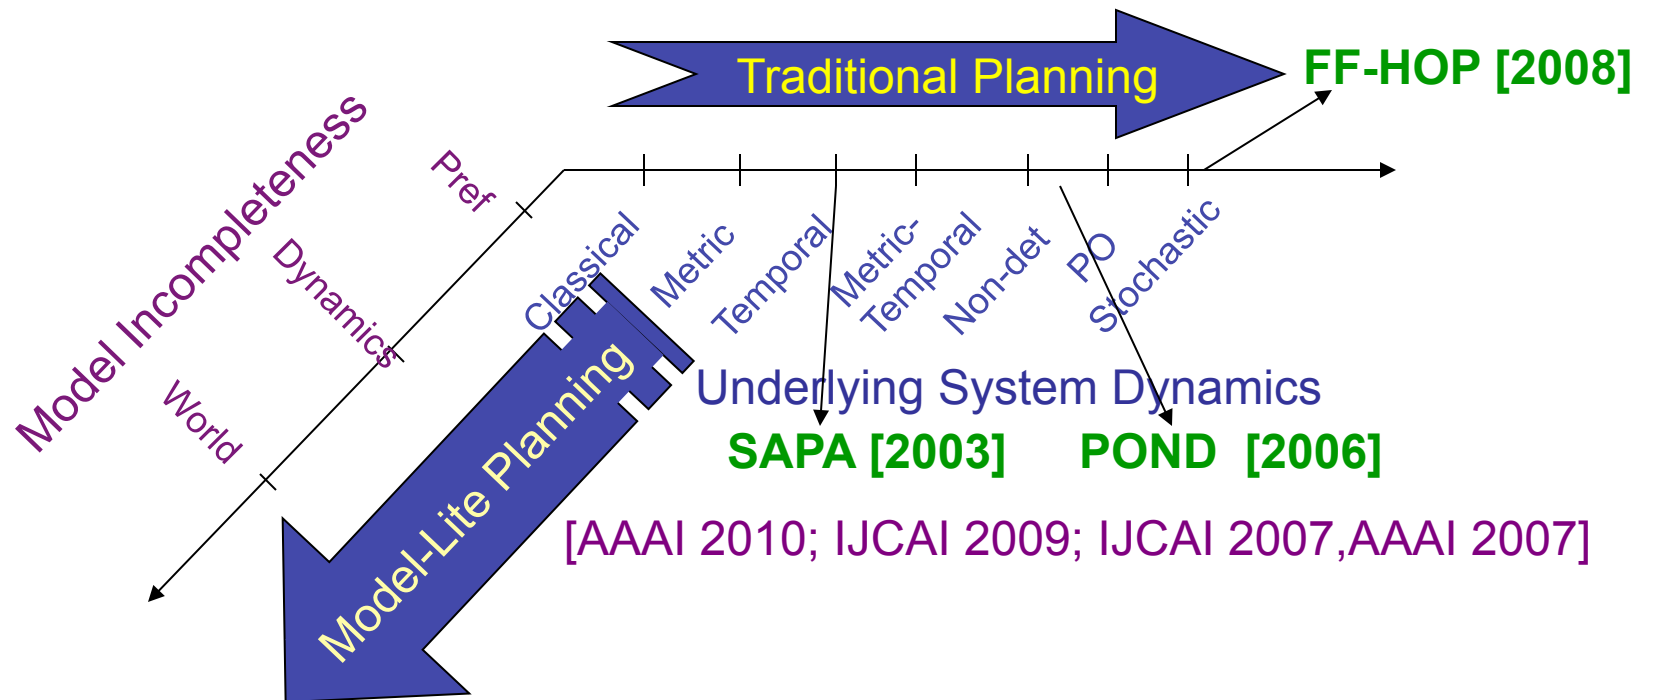 Traditional Planning
FF-HOP [2008]
Model Incompleteness
Pref
Dynamics
World
Classical
Metric
Temporal
Metric-
Temporal
Non-det
PO
Stochastic
Underlying System Dynamics
SAPA [2003]
POND [2006]
Model-Lite Planning
[AAAI 2010; IJCAI 2009; IJCAI 2007,AAAI 2007]